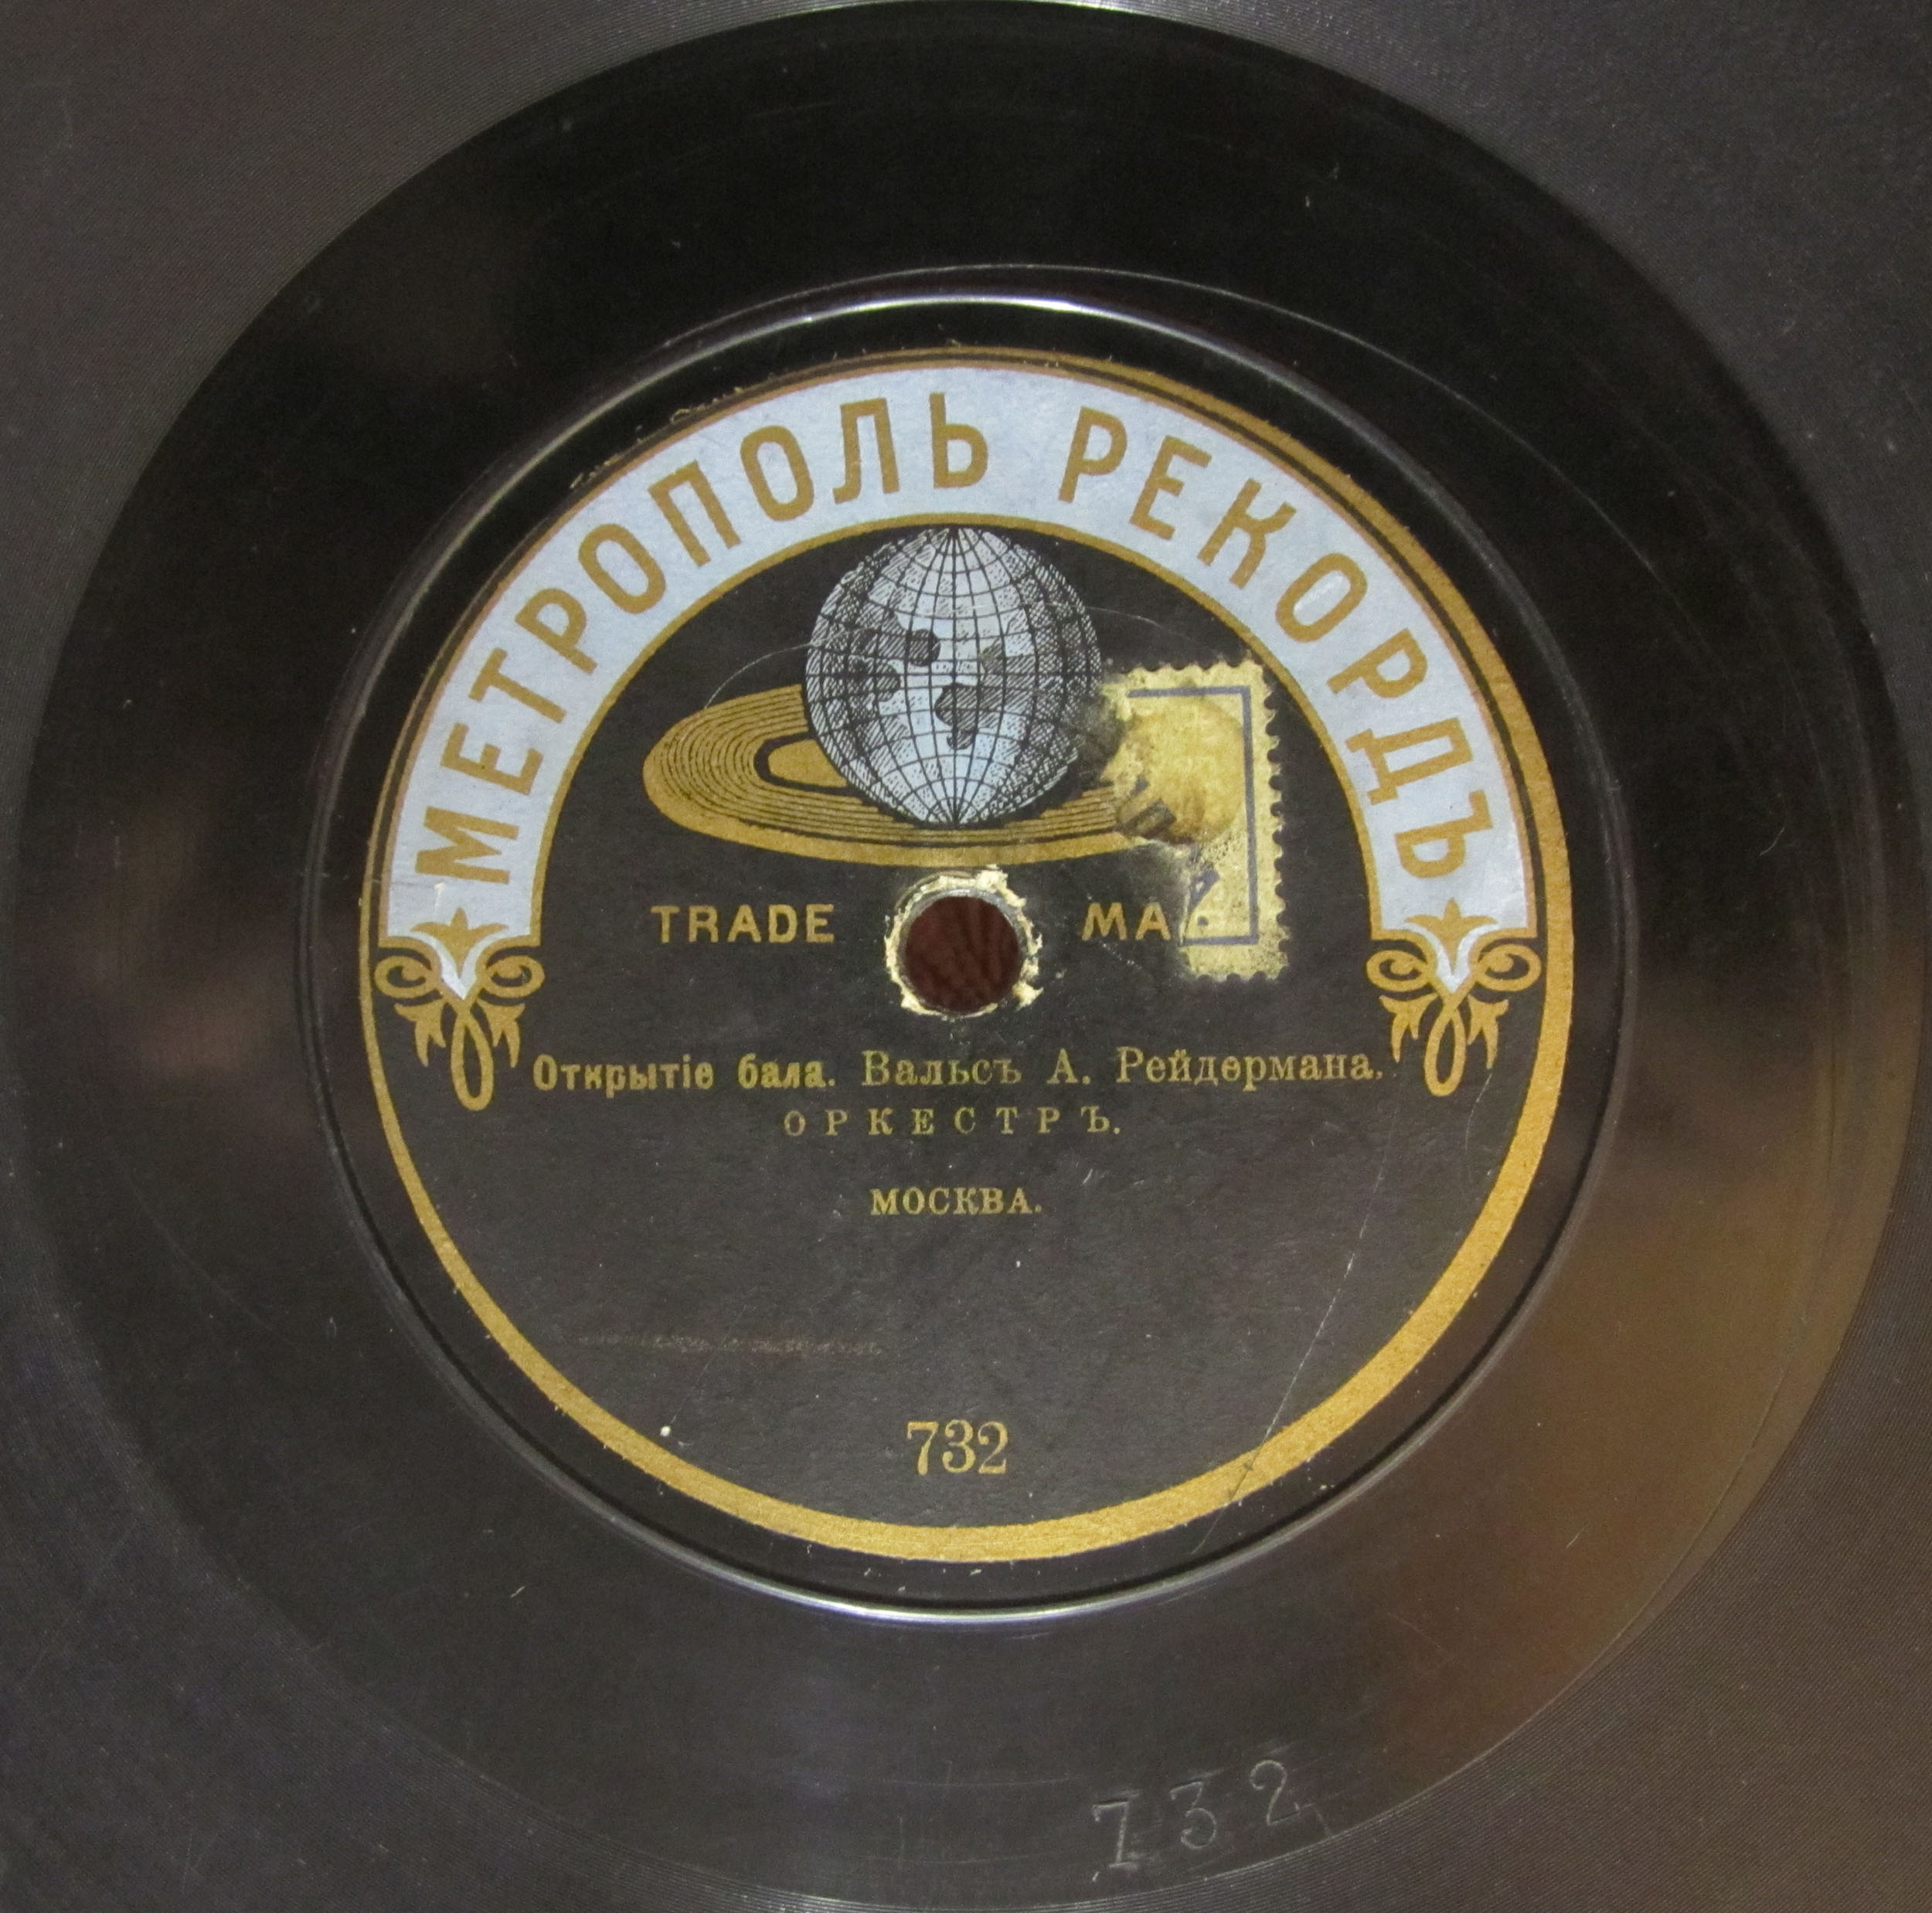 МЕТРОПОЛЬ РЕКОРДЪ
TRADE MA
Открытіе бала. Вальсъ А. Рейдермана.
ОРКЕСТРЪ.
МОСКВА.
732
732